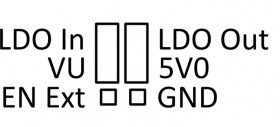 LDO In LDO Out
VU 5V0
EN Ext GND